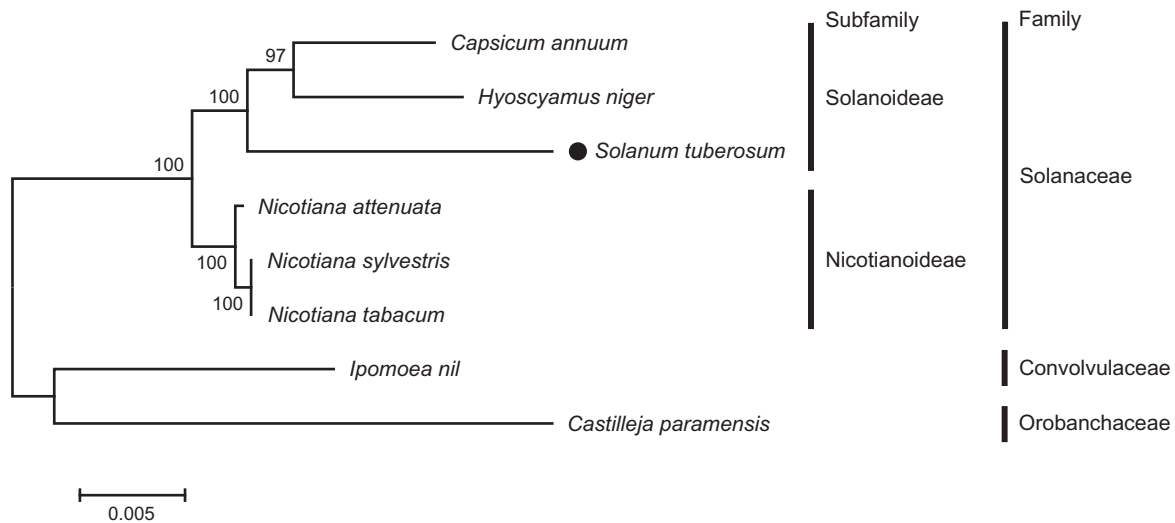 Subfamily
Family
Capsicum annuum
97
Hyoscyamus niger
Solanoideae
100
Solanum tuberosum
100
Solanaceae
Nicotiana attenuata
Nicotiana sylvestris
Nicotianoideae
100
100
Nicotiana tabacum
Ipomoea nil
Convolvulaceae
Castilleja paramensis
Orobanchaceae
0.005